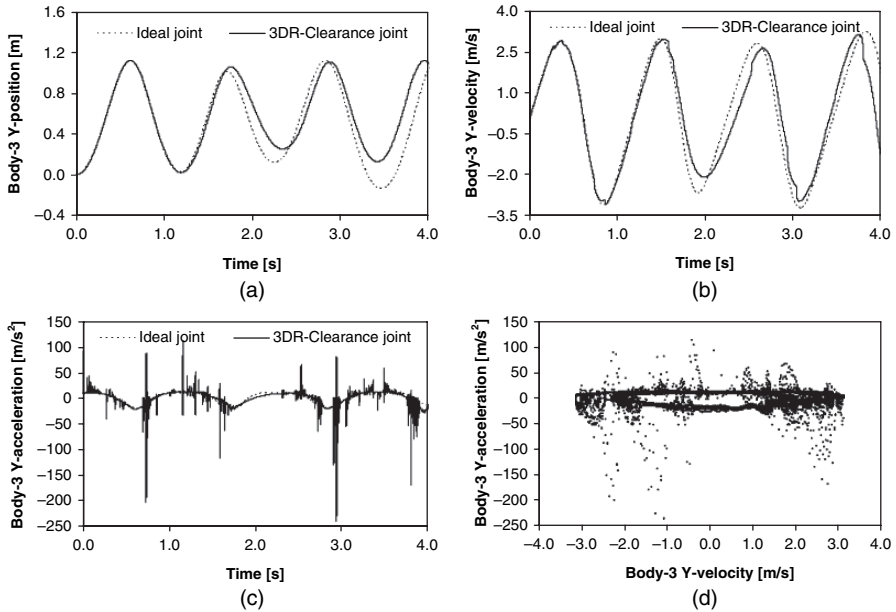 Ideal joint 3DR-Clearance joint
Body-3 Y-position [m]
1.6
1.2
0.8
0.4
0.0
–0.4
0.0 1.0 2.0 3.0 4.0
Time [s]
(a)
Ideal joint 3DR-Clearance joint
Body-3 Y-velocity [m/s]
4.0
2.5
1.0
–0.5
–2.0
–3.5
0.0 1.0 2.0 3.0 4.0
Time [s]
(b)
Ideal joint 3DR-Clearance joint
Body-3 Y-acceleration [m/s²]
150
100
50
0
–50
–100
–150
–200
–250
0.0 1.0 2.0 3.0 4.0
Time [s]
(c)
Body-3 Y-acceleration [m/s²]
150
100
50
0
–50
–100
–150
–200
–250
–4.0 –3.0 –2.0 –1.0 0.0 1.0 2.0 3.0 4.0
Body-3 Y-velocity [m/s]
(d)